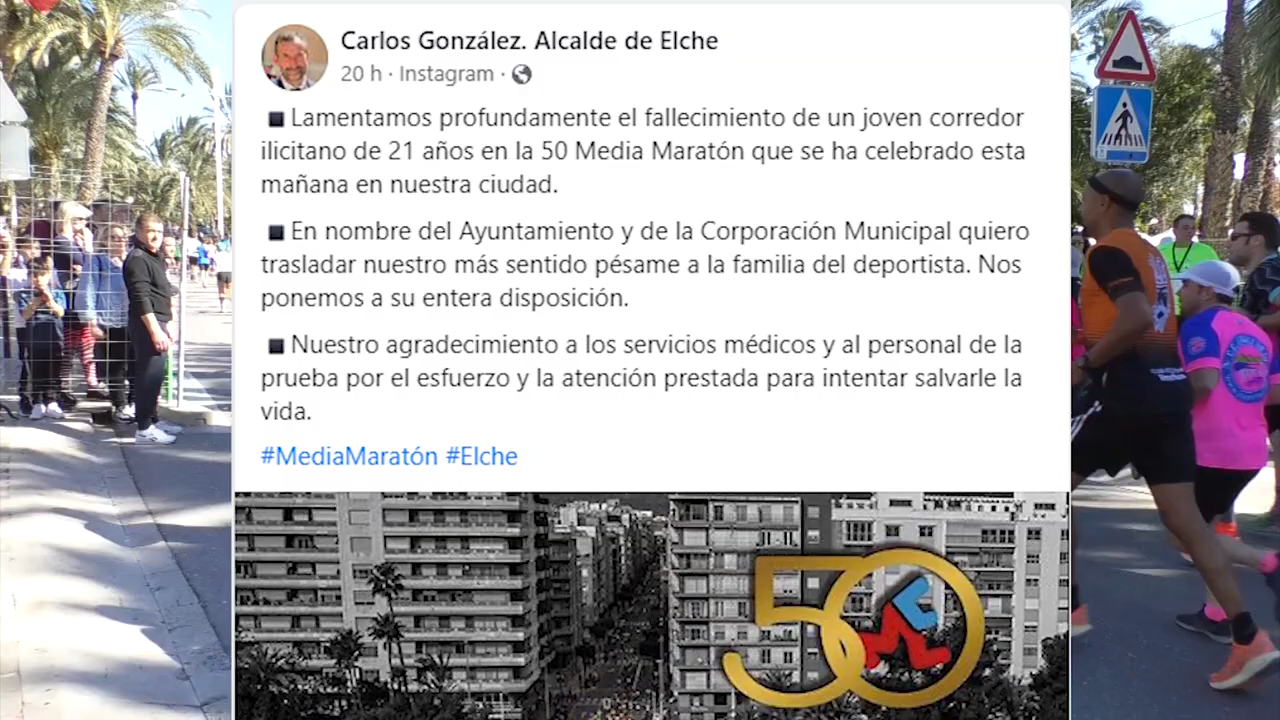 Carlos González. Alcalde de Elche
20 h · Instagram ·
Lamentamos profundamente el fallecimiento de un joven corredor
ilicitano de 21 años en la 50 Media Maratón que se ha celebrado esta
mañana en nuestra ciudad.
En nombre del Ayuntamiento y de la Corporación Municipal quiero
trasladar nuestro más sentido pésame a la familia del deportista. Nos
ponemos a su entera disposición.
Nuestro agradecimiento a los servicios médicos y al personal de la
prueba por el esfuerzo y la atención prestada para intentar salvarle la
vida.
#MediaMaratón #Elche
50